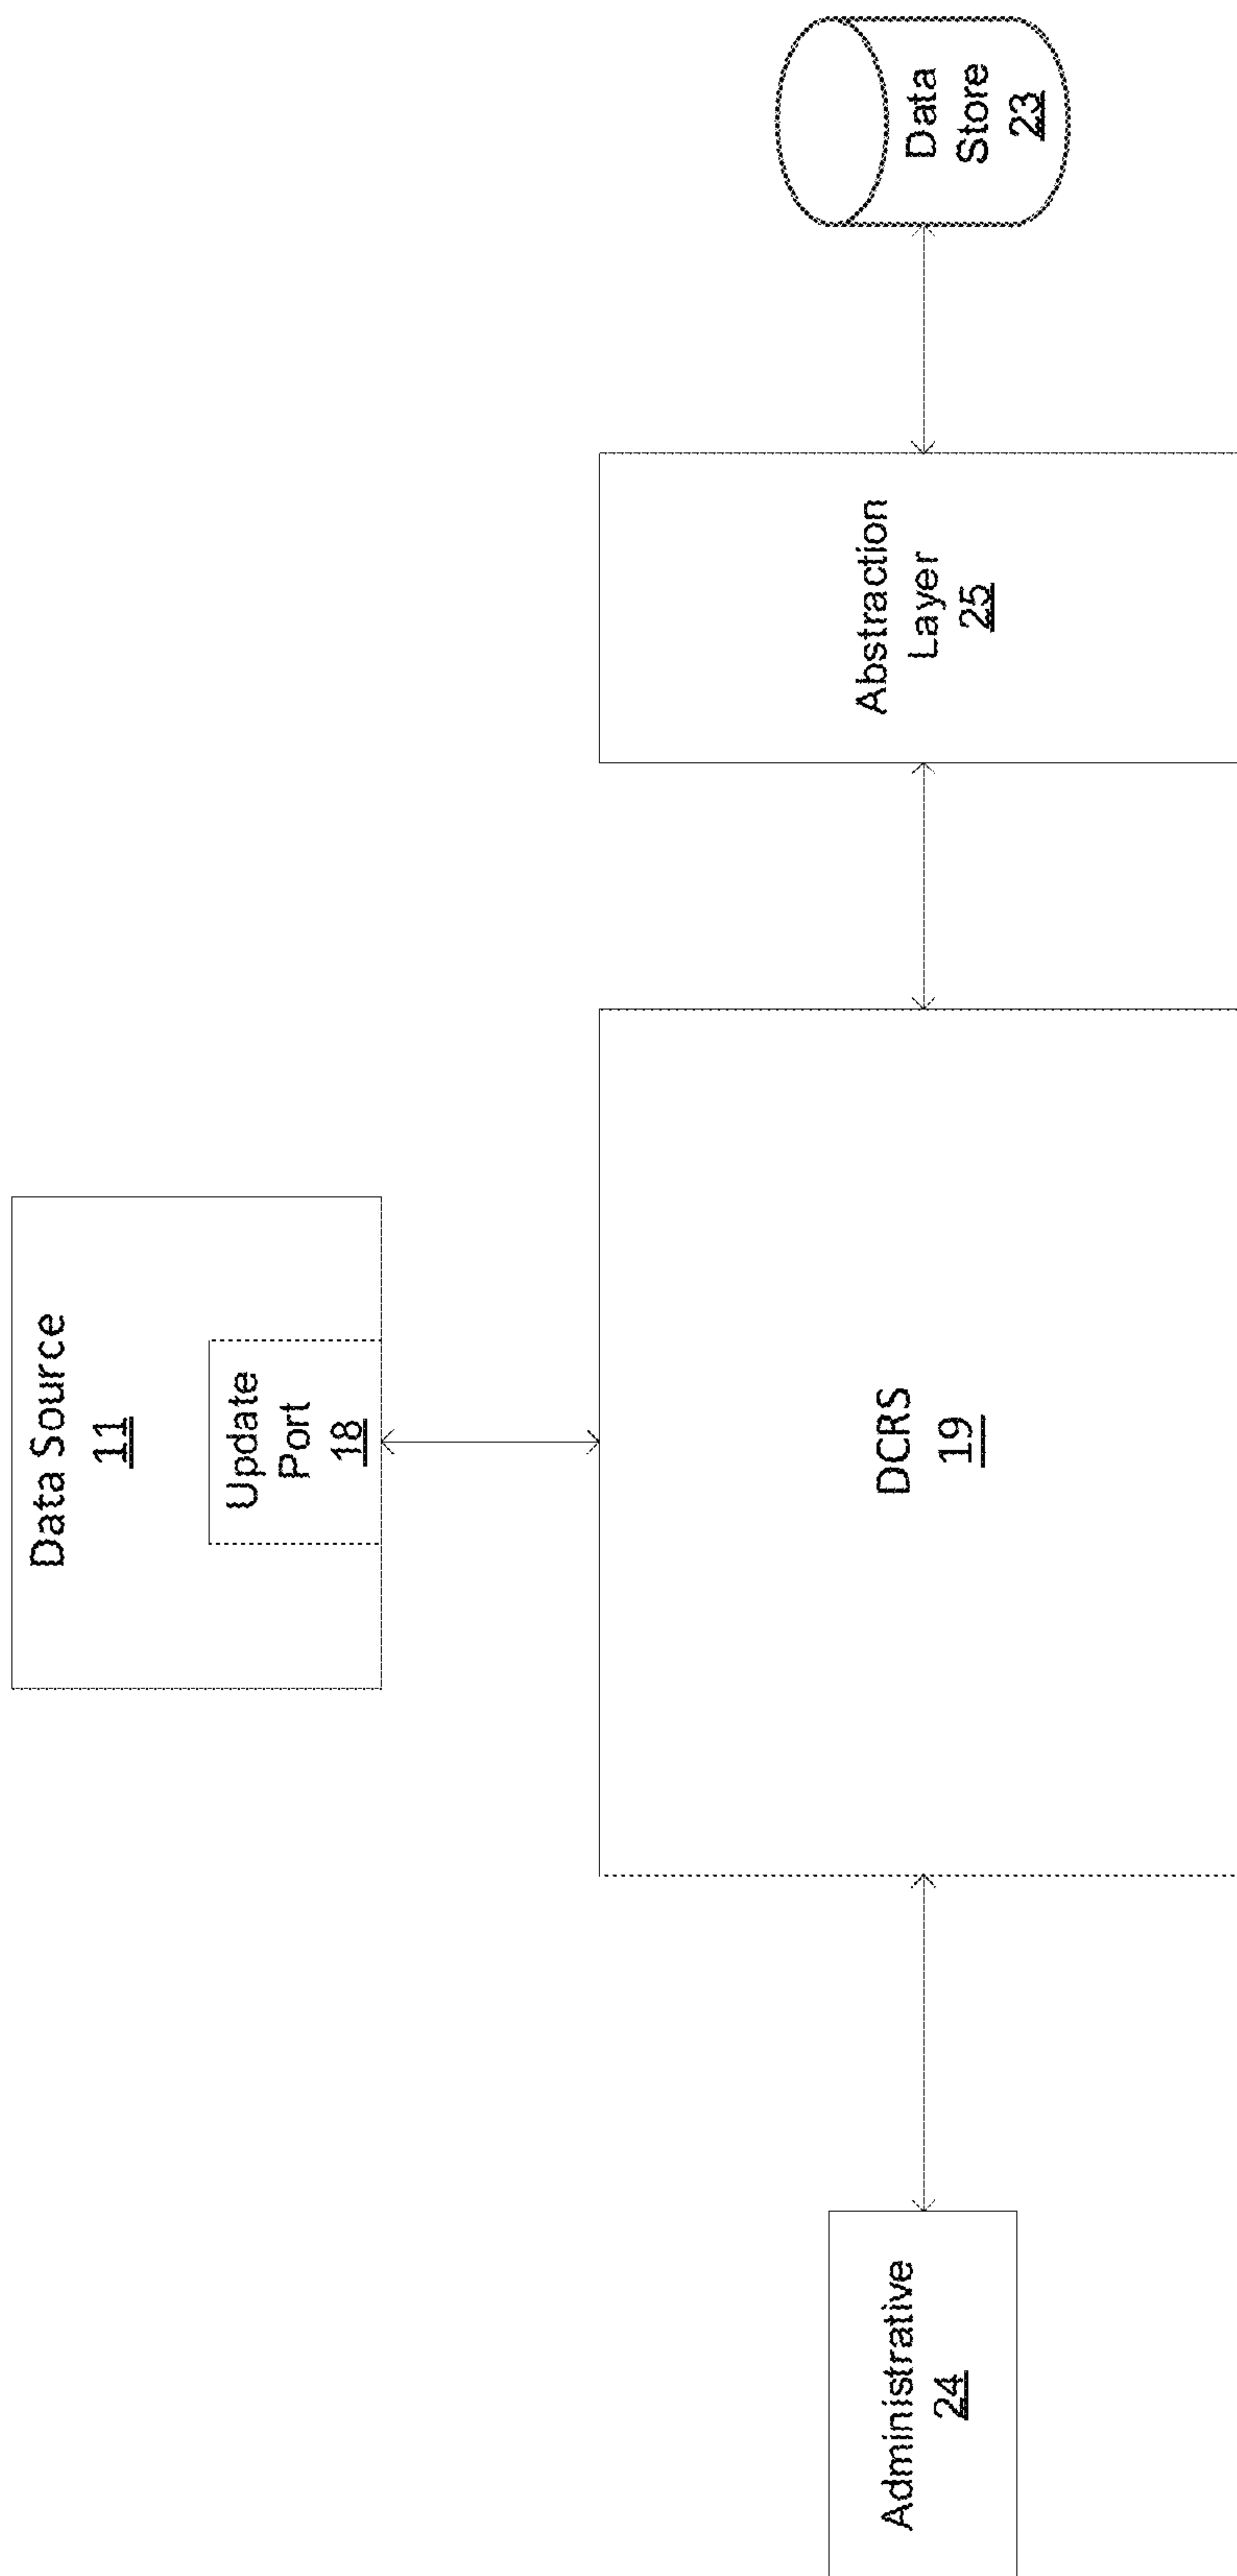 Data Source
11
Update
Port
18
Administrative
24
DCRS
19
Abstraction
Layer
25
Data
Store
23